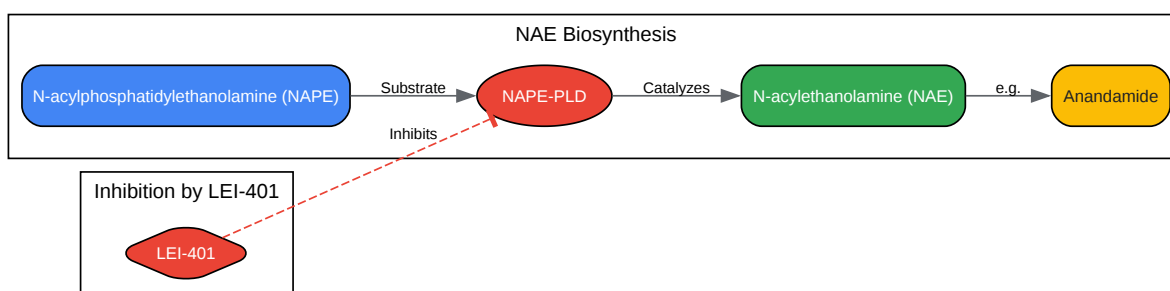 NAE Biosynthesis
N-acylphosphatidylethanolamine (NAPE)
Substrate
NAPE-PLD
Catalyzes
N-acylethanolamine (NAE)
e.g.
Anandamide
Inhibits
Inhibition by LEI-401
LEI-401